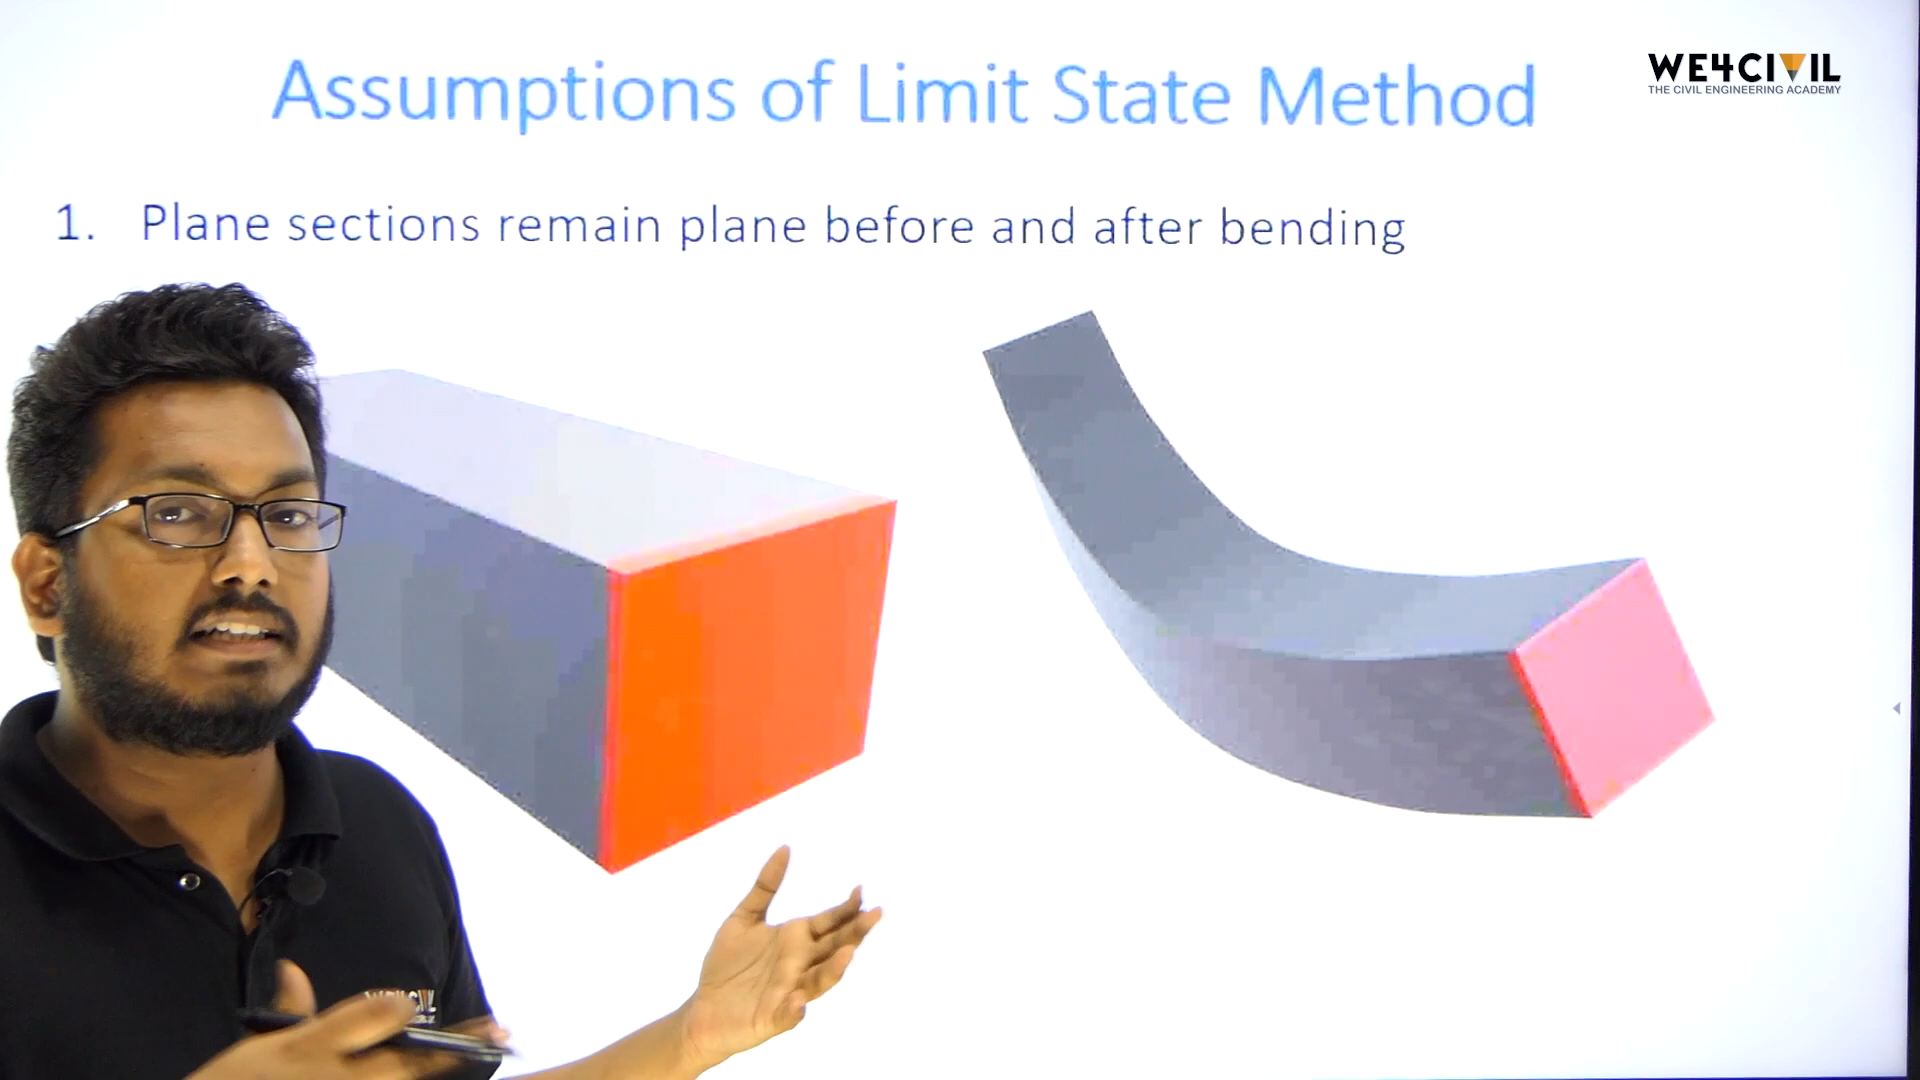 Assumptions of Limit State Method
WE4CIVIL
THE CIVIL ENGINEERING ACADEMY
1. Plane sections remain plane before and after bending